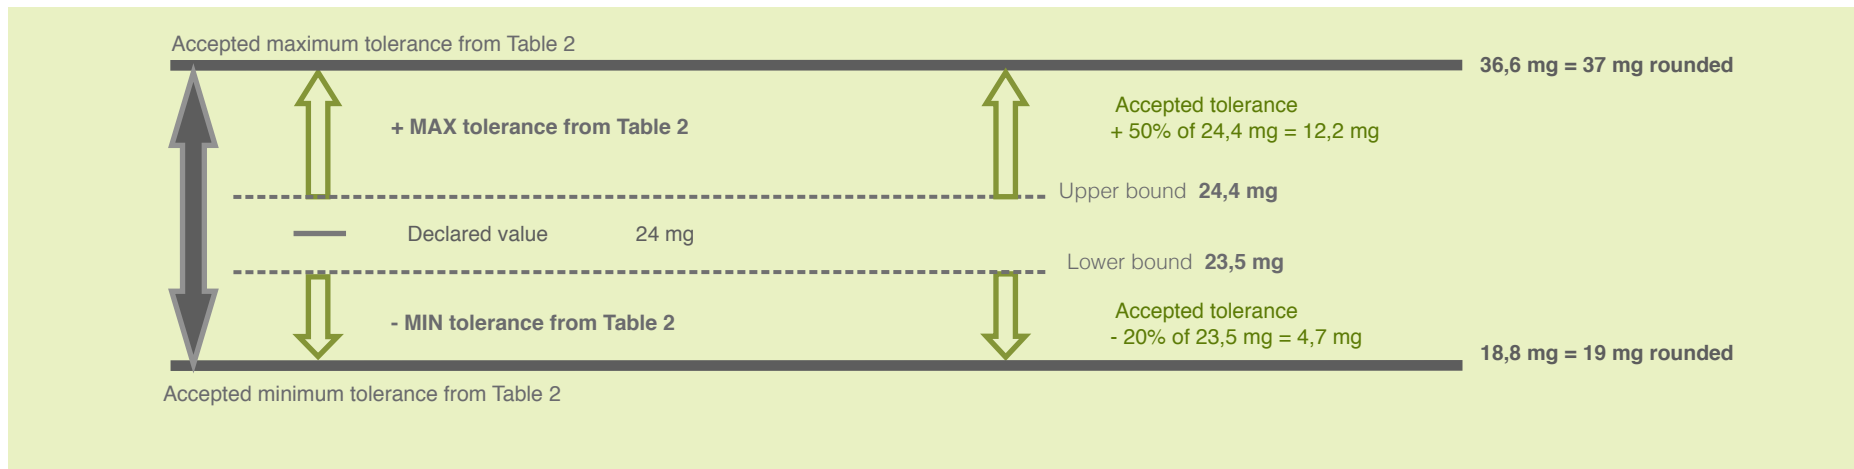 Accepted maximum tolerance from Table 2
36,6 mg = 37 mg rounded
Accepted tolerance
+ MAX tolerance from Table 2
+ 50% of 24,4 mg = 12,2 mg
Upper bound 24,4 mg
Declared value 24 mg
Lower bound 23,5 mg
Accepted tolerance
- MIN tolerance from Table 2
- 20% of 23,5 mg = 4,7 mg
18,8 mg = 19 mg rounded
Accepted minimum tolerance from Table 2